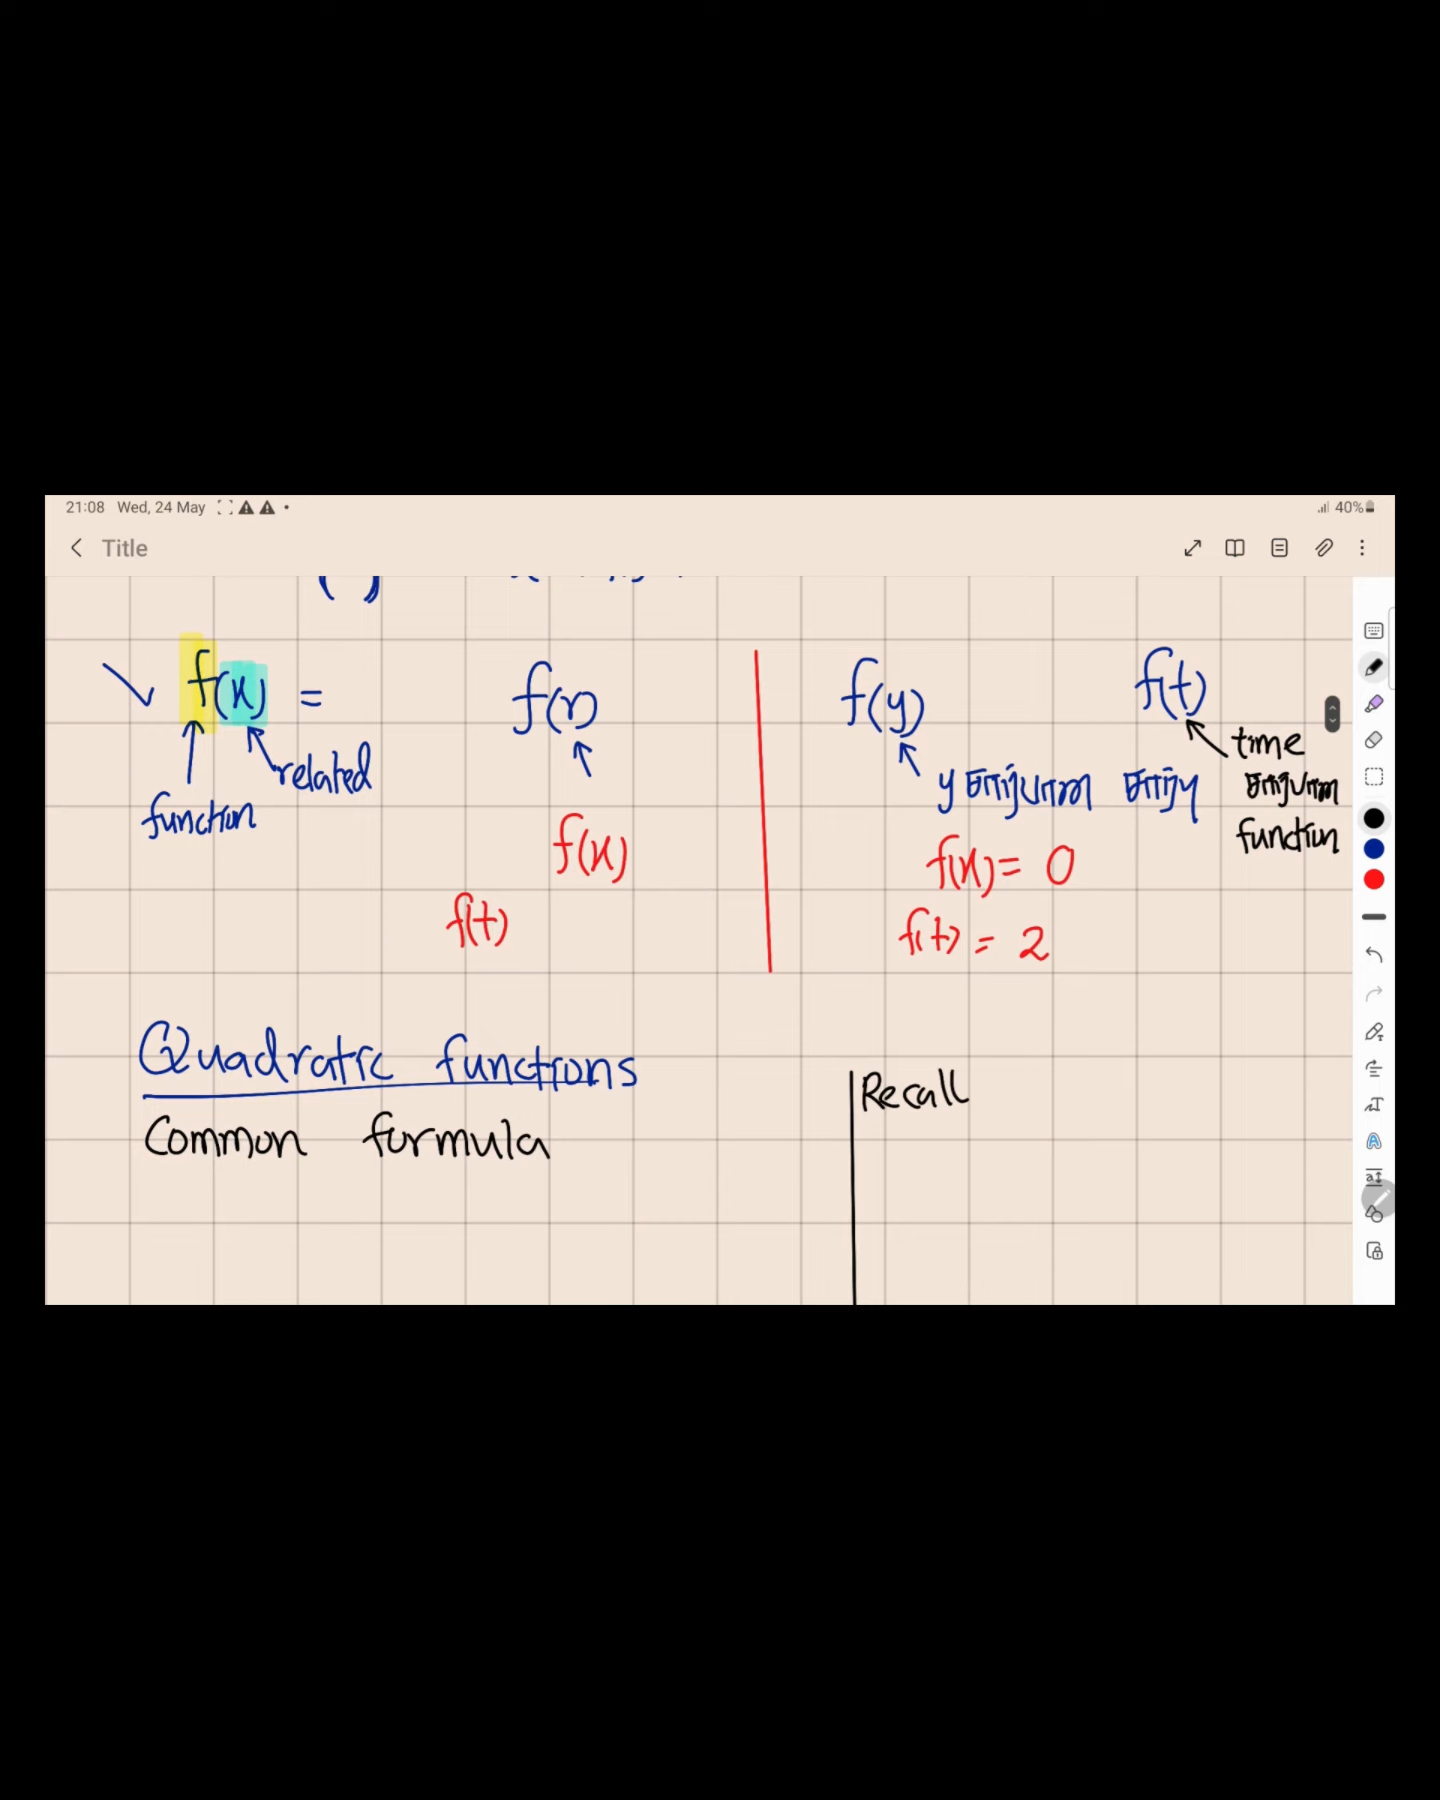 21:08 Wed, 24 May
40%
Title
f(x) =
f(r)
f(y)
f(t)
related
function
time
y சார்பான சார்பு
சார்பான
function
f(x)
f(x) = 0
f(t)
f(t) = 2
Quadratic functions
Common formula
Recall